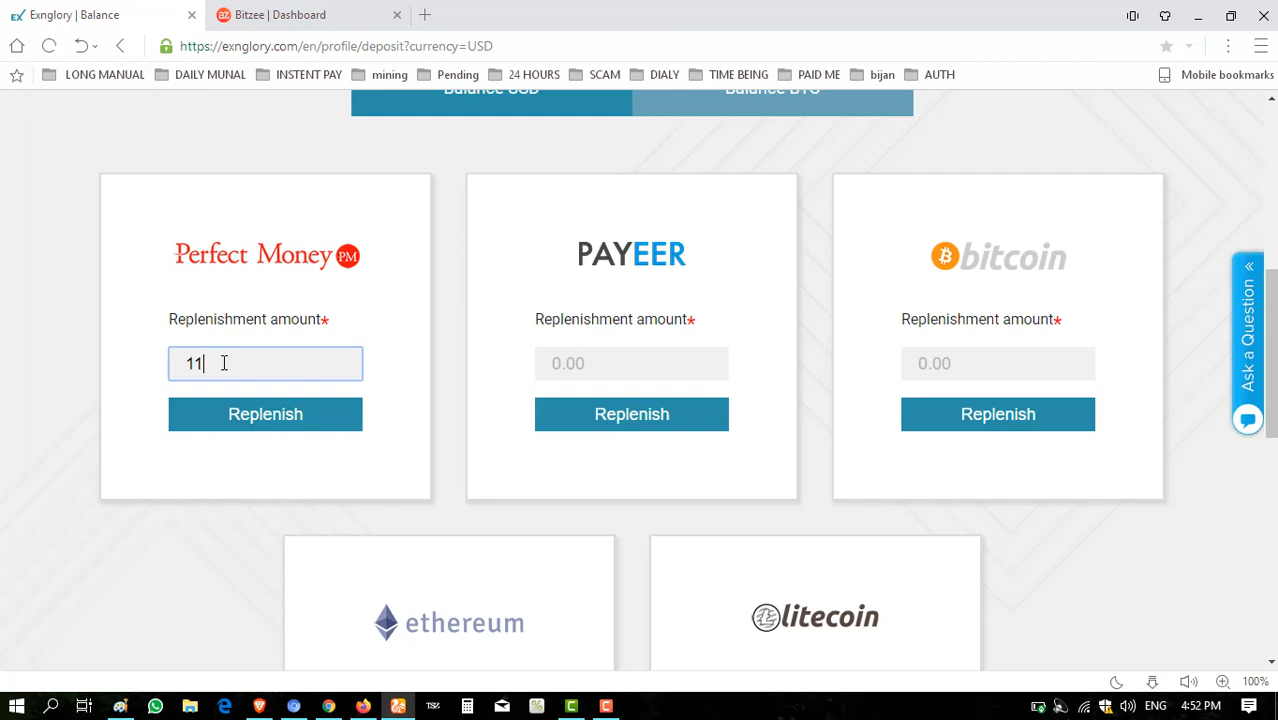 Exnglory | Balance
Bitzee | Dashboard
https://exnglory.com/en/profile/deposit?currency=USD
LONG MANUAL
DAILY MUNAL
INSTENT PAY
mining
Pending
24 HOURS
SCAM
DIALY
TIME BEING
PAID ME
bijan
AUTH
Mobile bookmarks
Balance USD
Balance BTC
Perfect Money PM
Replenishment amount*
11
Replenish
PAYEER
Replenishment amount*
0.00
Replenish
bitcoin
Replenishment amount*
0.00
Replenish
Ask a Question
ethereum
litecoin
100%
ENG
4:52 PM